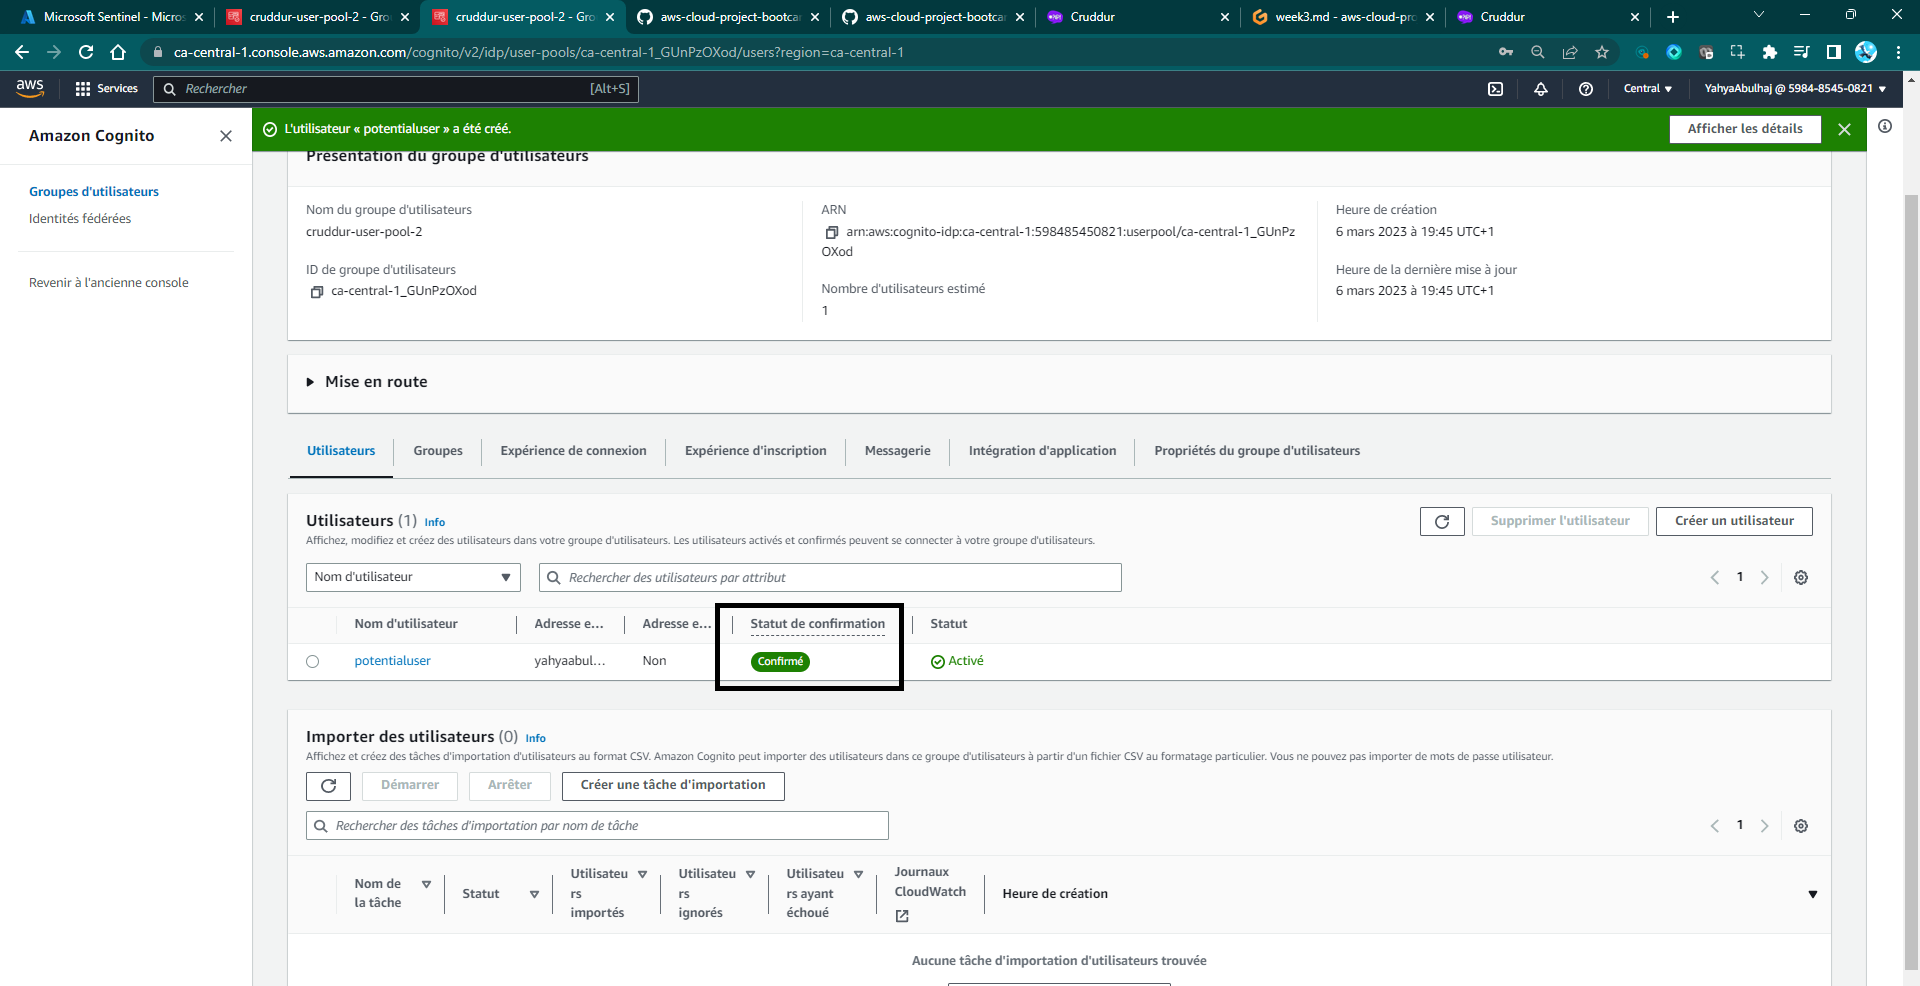 Microsoft Sentinel - Micros
cruddur-user-pool-2 - Gro
cruddur-user-pool-2 - Gro
aws-cloud-project-bootcar
aws-cloud-project-bootcar
Cruddur
week3.md - aws-cloud-pro
Cruddur
ca-central-1.console.aws.amazon.com/cognito/v2/idp/user-pools/ca-central-1_GUnPzOXod/users?region=ca-central-1
aws
Services
Rechercher
[Alt+S]
Central
YahyaAbulhaj @ 5984-8545-0821
Amazon Cognito
Groupes d'utilisateurs
Identités fédérées
Revenir à l'ancienne console
L'utilisateur « potentialuser » a été créé.
Afficher les détails
Présentation du groupe d'utilisateurs
Nom du groupe d'utilisateurs
cruddur-user-pool-2
ID de groupe d'utilisateurs
ca-central-1_GUnPzOXod
ARN
arn:aws:cognito-idp:ca-central-1:598485450821:userpool/ca-central-1_GUnPz
OXod
Nombre d'utilisateurs estimé
1
Heure de création
6 mars 2023 à 19:45 UTC+1
Heure de la dernière mise à jour
6 mars 2023 à 19:45 UTC+1
Mise en route
Utilisateurs
Groupes
Expérience de connexion
Expérience d'inscription
Messagerie
Intégration d'application
Propriétés du groupe d'utilisateurs
Utilisateurs (1) Info
Affichez, modifiez et créez des utilisateurs dans votre groupe d'utilisateurs. Les utilisateurs activés et confirmés peuvent se connecter à votre groupe d'utilisateurs.
Supprimer l'utilisateur
Créer un utilisateur
Nom d'utilisateur
Rechercher des utilisateurs par attribut
1
Nom d'utilisateur
Adresse e...
Adresse e...
Statut de confirmation
Statut
potentialuser
yahyaabul...
Non
Confirmé
Activé
Importer des utilisateurs (0) Info
Affichez et créez des tâches d'importation d'utilisateurs au format CSV. Amazon Cognito peut importer des utilisateurs dans ce groupe d'utilisateurs à partir d'un fichier CSV au formatage particulier. Vous ne pouvez pas importer de mots de passe utilisateur.
Démarrer
Arrêter
Créer une tâche d'importation
Rechercher des tâches d'importation par nom de tâche
1
Nom de
la tâche
Statut
Utilisateu
rs
importés
Utilisateu
rs
ignorés
Utilisateu
rs ayant
échoué
Journaux
CloudWatch
Heure de création
Aucune tâche d'importation d'utilisateurs trouvée